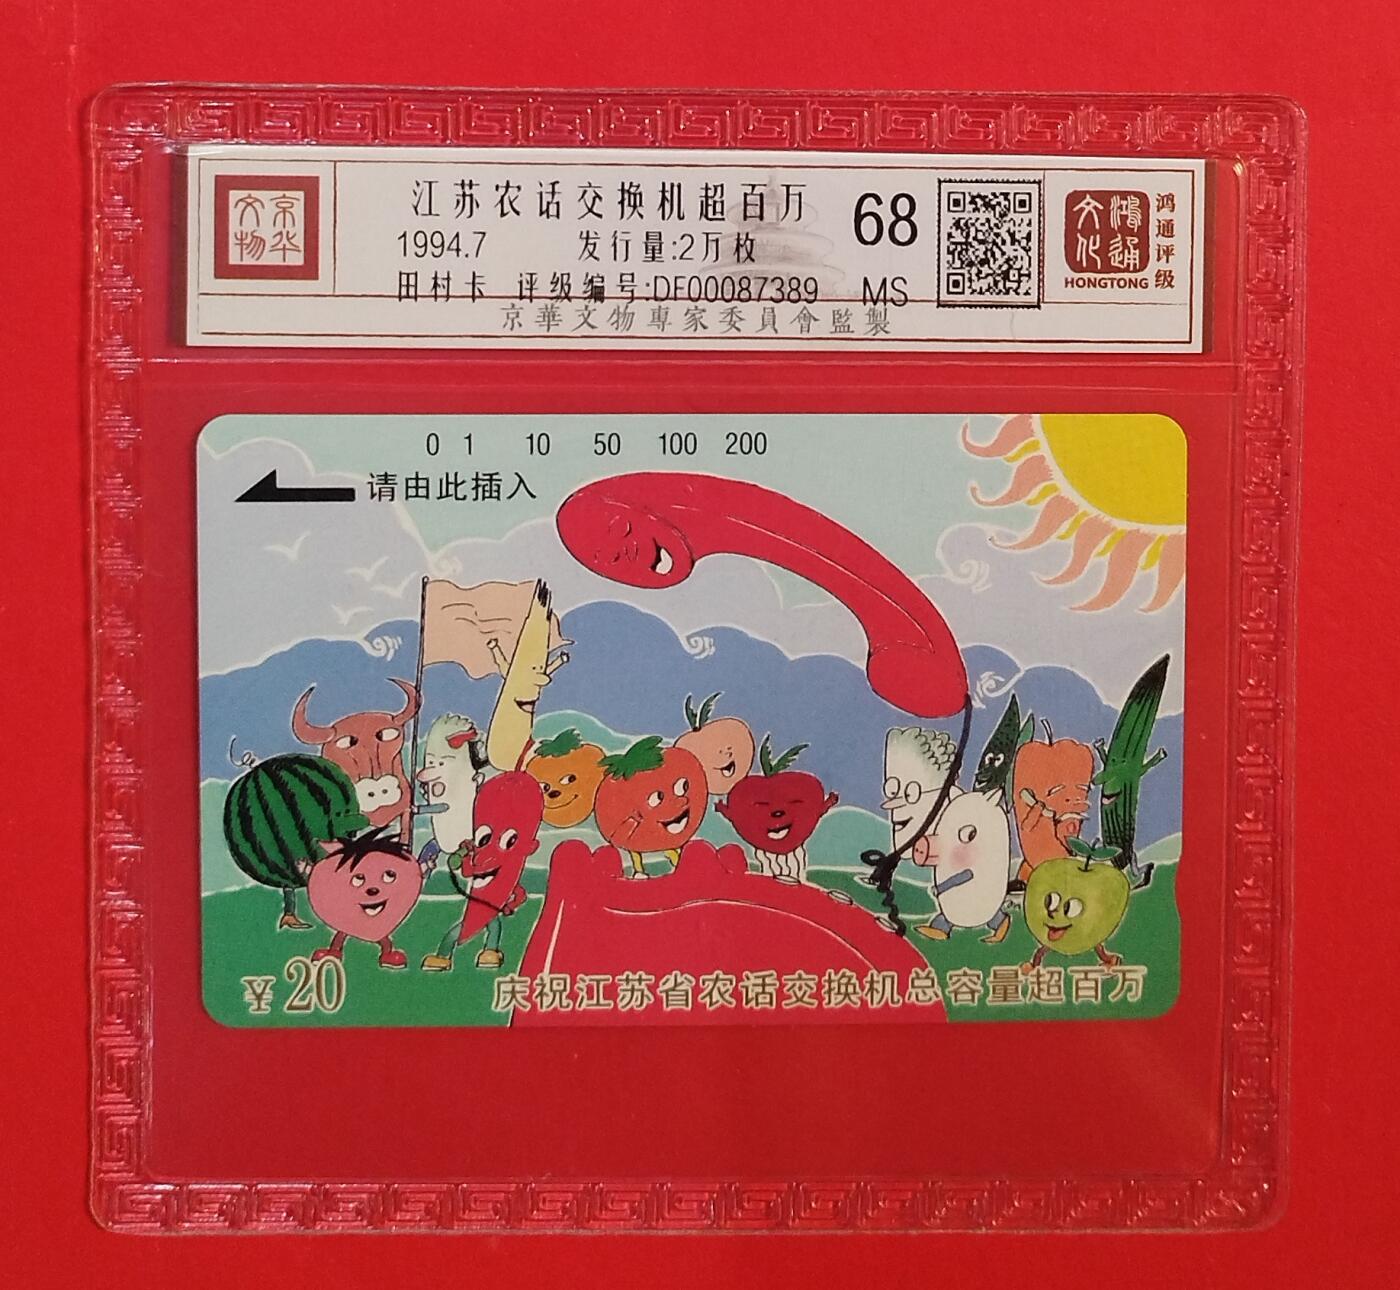 京华文物
江苏农话交换机超百万
1994.7 发行量:2万枚
田村卡 评级编号:DF00087389
68
MS
京華文物專家委員會監製
鸿通文化
HONGTONG
鸿通评级
0 1 10 50 100 200
请由此插入
¥20
庆祝江苏省农话交换机总容量超百万